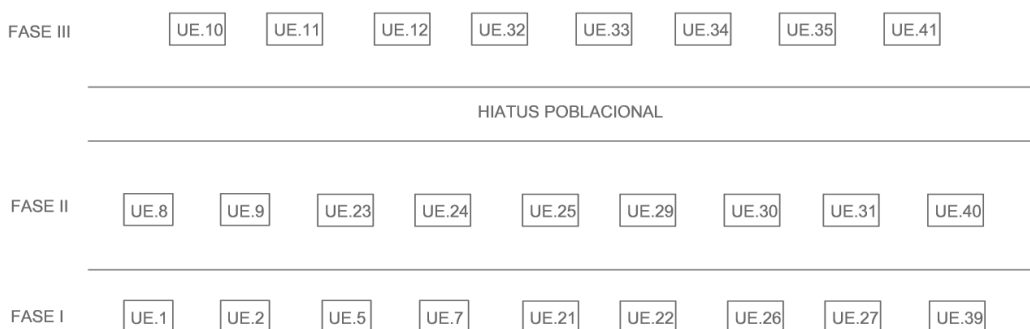 FASE III UE.10 UE.11 UE.12 UE.32 UE.33 UE.34 UE.35 UE.41
HIATUS POBLACIONAL
FASE II UE.8 UE.9 UE.23 UE.24 UE.25 UE.29 UE.30 UE.31 UE.40
FASE I UE.1 UE.2 UE.5 UE.7 UE.21 UE.22 UE.26 UE.27 UE.39